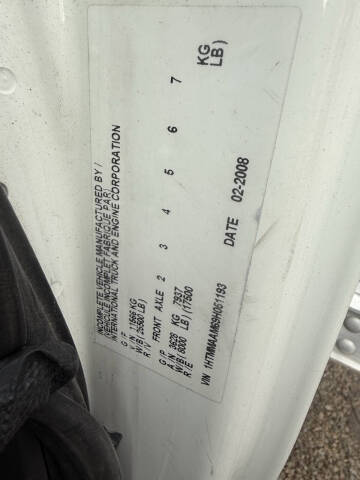 INCOMPLETE VEHICLE MANUFACTURED BY /
(VEHICULE INCOMPLET FABRIQUE PAR)
INTERNATIONAL TRUCK AND ENGINE CORPORATION
G / P
V / N 11566 KG
W/B( 25500 LB)
R / V
FRONT AXLE 2 3 4 5 6 7
G / P
A / N 3628 KG 7937 KG
W/B( 8000 LB) (17500 LB)
R / E
VIN 1HTMMAAM59H051193 DATE 02-2008